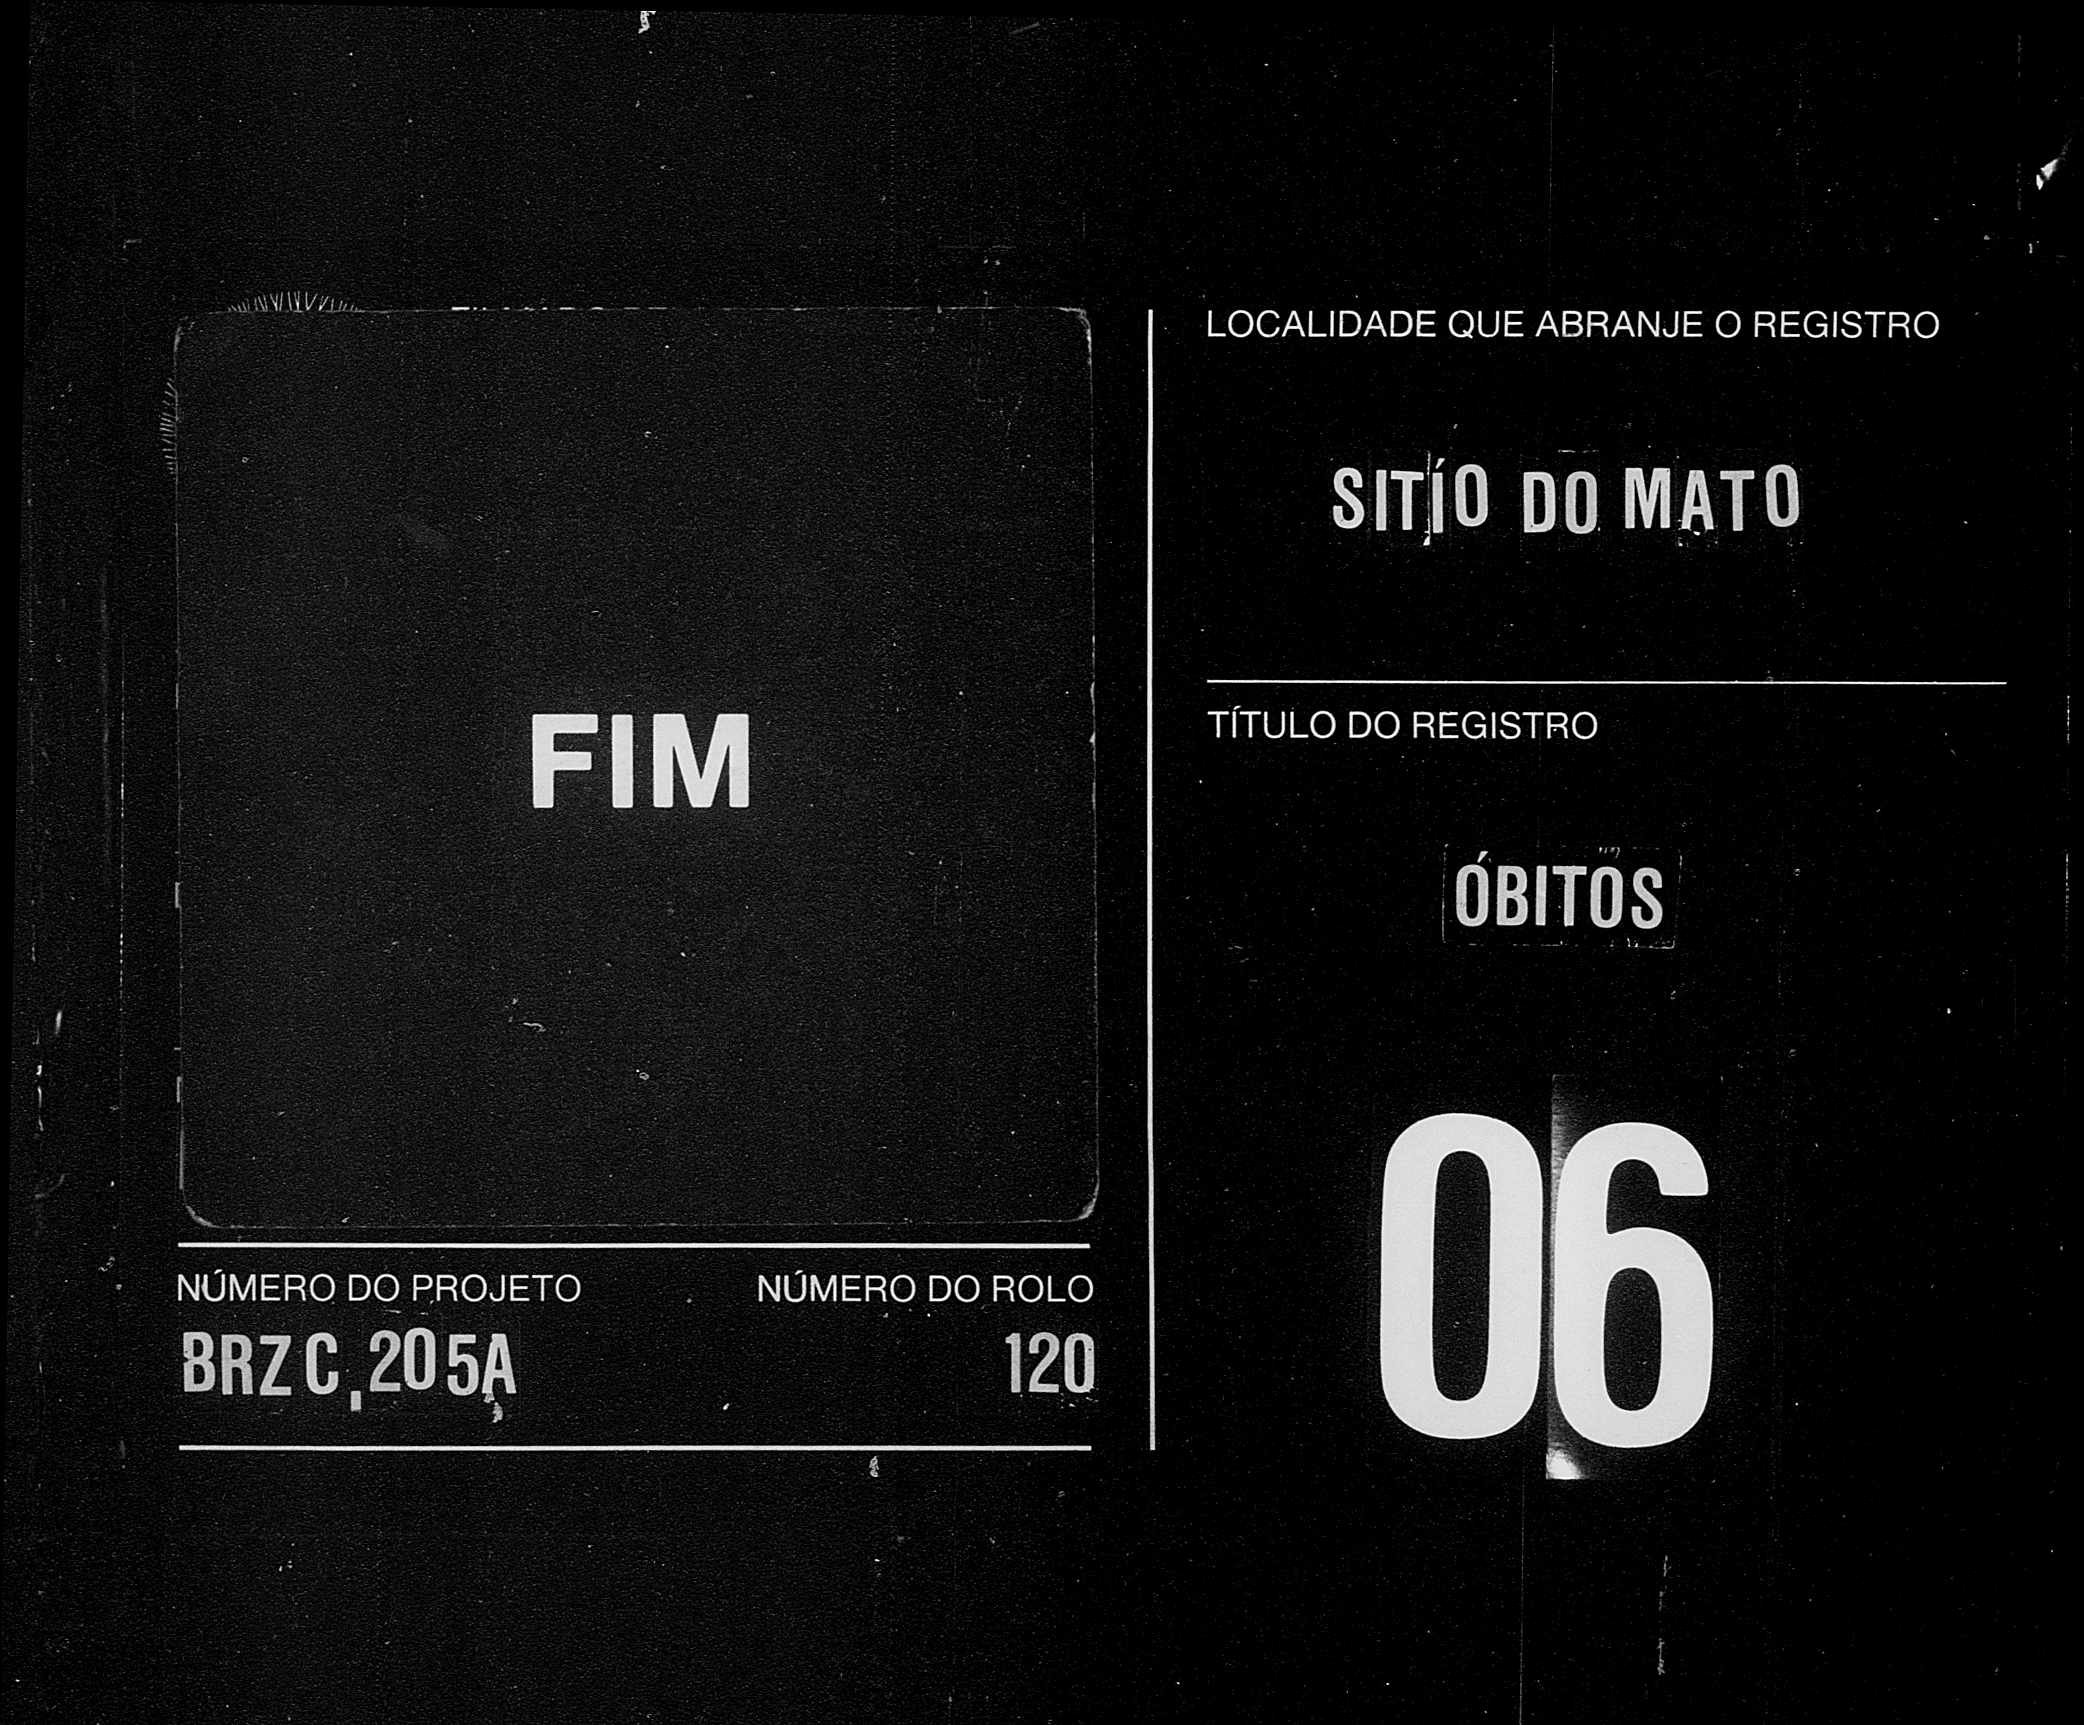 FIM
NÚMERO DO PROJETO
NÚMERO DO ROLO
BRZC 205A
120
LOCALIDADE QUE ABRANJE O REGISTRO
SITÍO DO MATO
TÍTULO DO REGISTRO
ÓBITOS
06